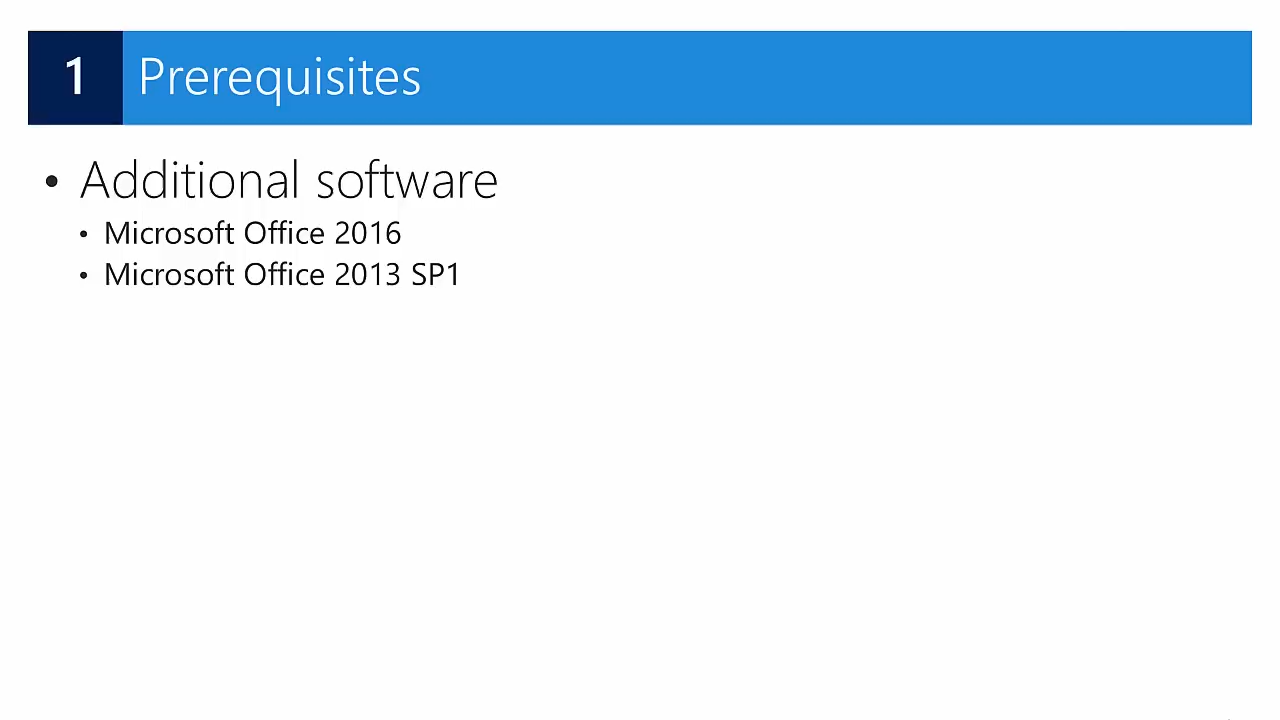 1 Prerequisites
• Additional software
• Microsoft Office 2016
• Microsoft Office 2013 SP1